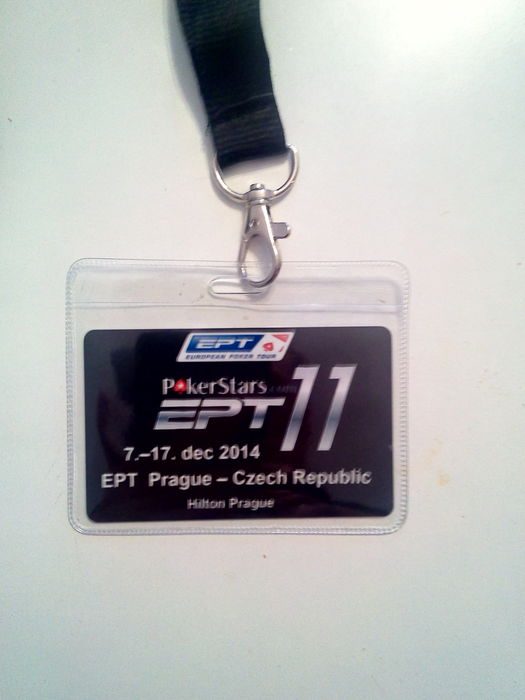 EPT
EUROPEAN POKER TOUR
PokerStars
EPT 11
7.–17. dec 2014
EPT Prague – Czech Republic
Hilton Prague